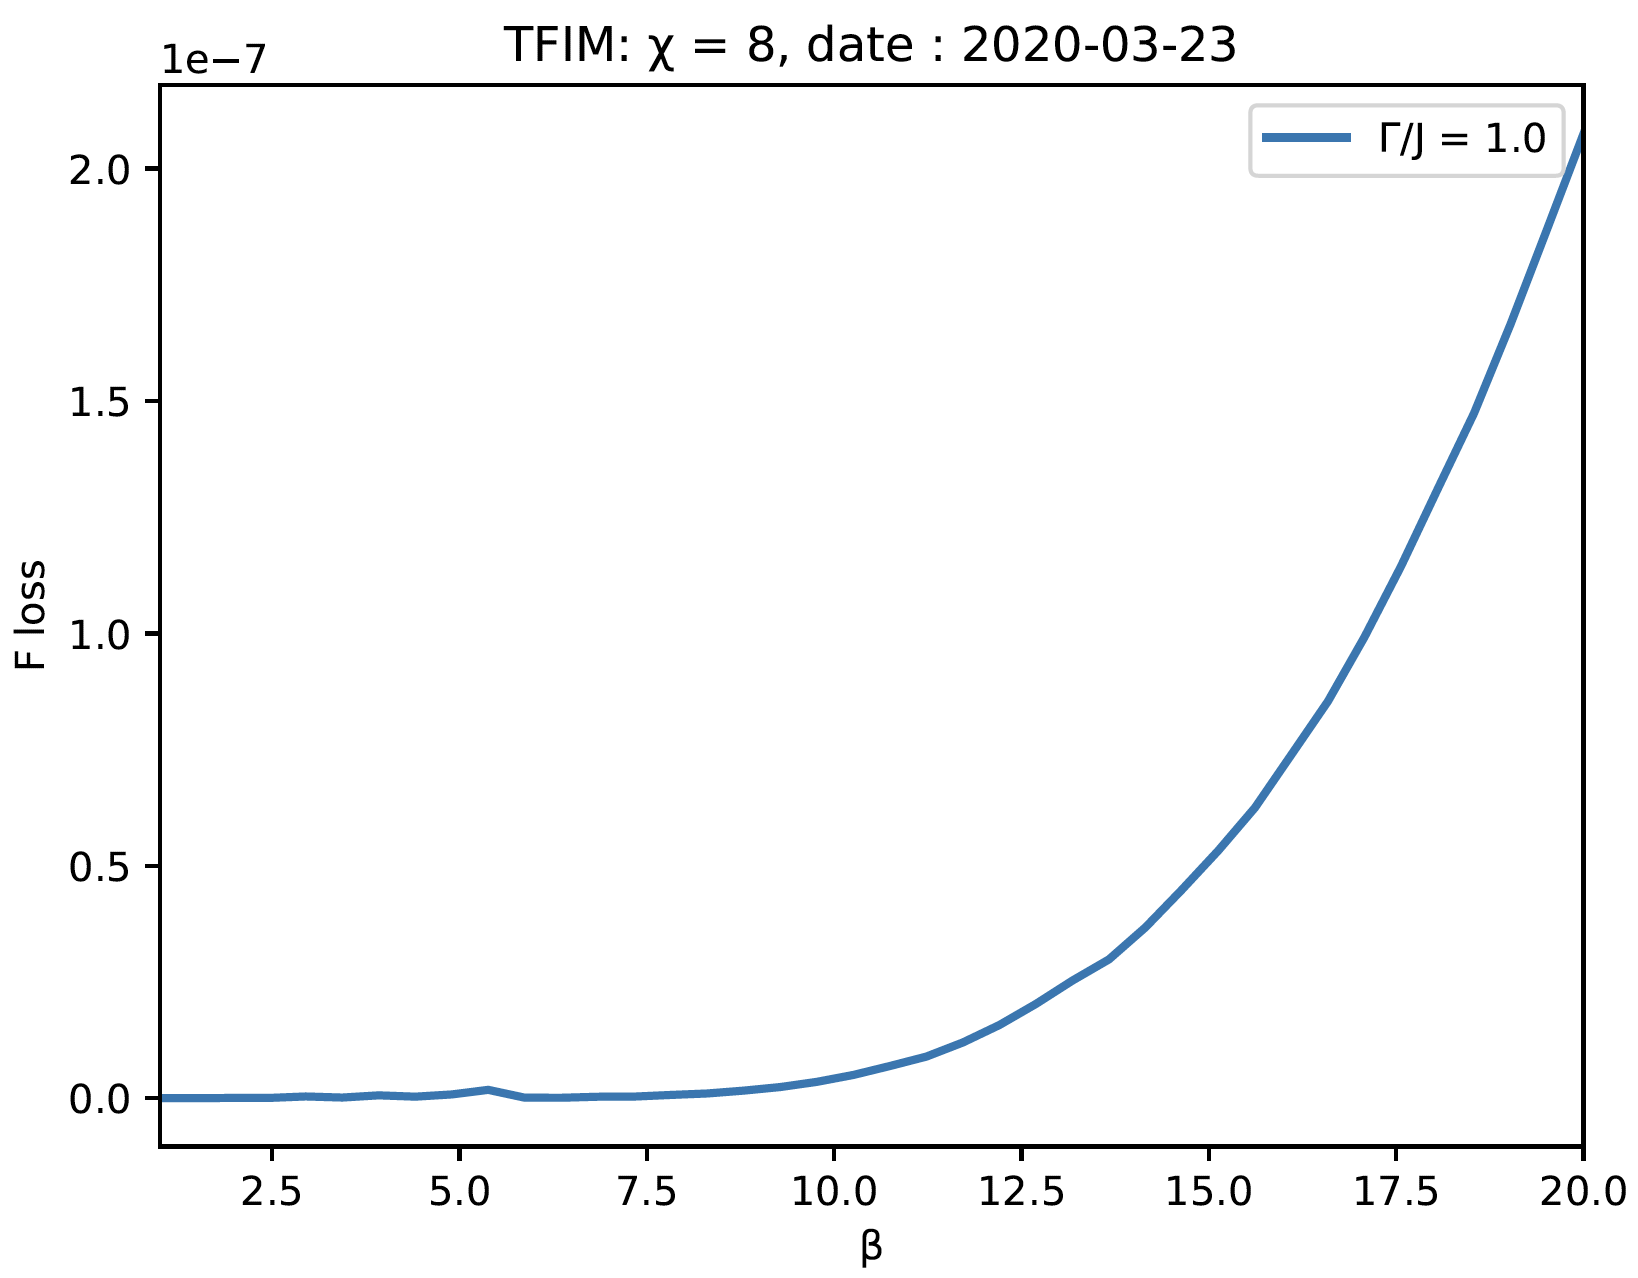 TFIM: χ = 8, date : 2020-03-23
1e−7
Γ/J = 1.0
2.0
1.5
1.0
0.5
0.0
F loss
2.5 5.0 7.5 10.0 12.5 15.0 17.5 20.0
β